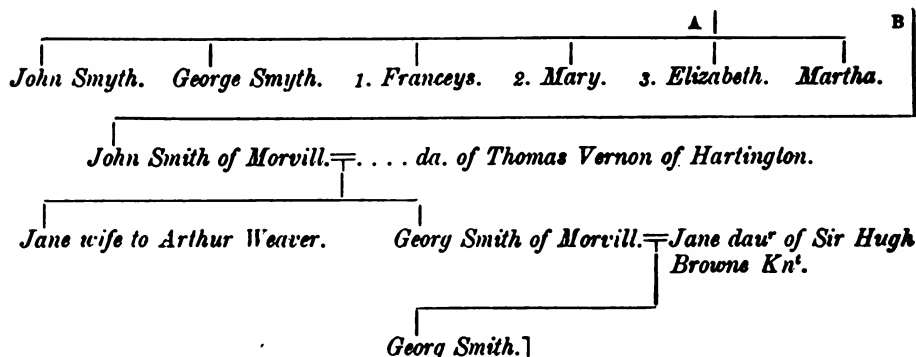 A B
John Smyth. George Smyth. 1. Franceys. 2. Mary. 3. Elizabeth. Martha.
John Smith of Morvill. . . . . da. of Thomas Vernon of Hartington.
Jane wife to Arthur Weaver. Georg Smith of Morvill. Jane dauʳ of Sir Hugh
Browne Knᵗ.
Georg Smith.]